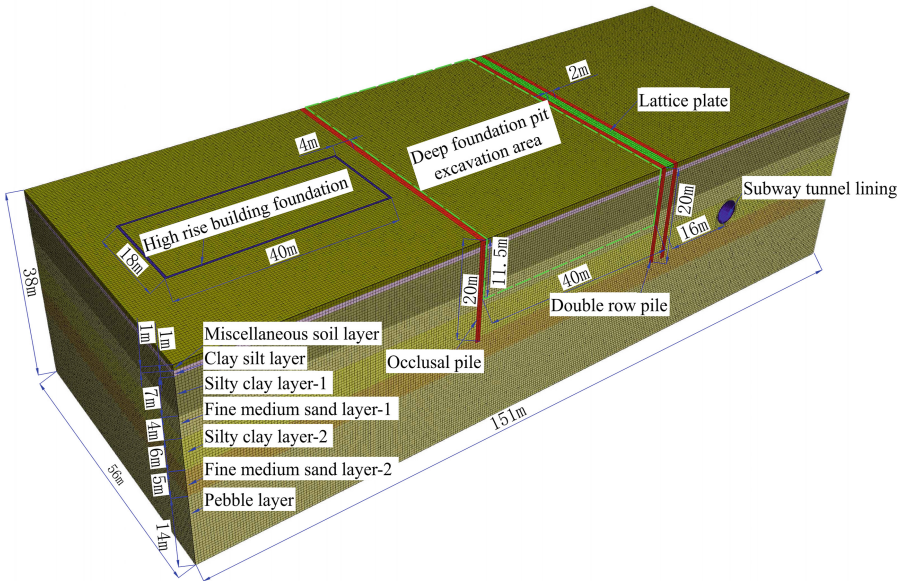 2m
Lattice plate
4m
Deep foundation pit
excavation area
Subway tunnel lining
High rise building foundation
20m
16m
18m
40m
38m
11.5m
20m
40m
Double row pile
Occlusal pile
1m
1m
Miscellaneous soil layer
Clay silt layer
Silty clay layer-1
7m
Fine medium sand layer-1
4m
Silty clay layer-2
6m
Fine medium sand layer-2
5m
Pebble layer
151m
56m
14m